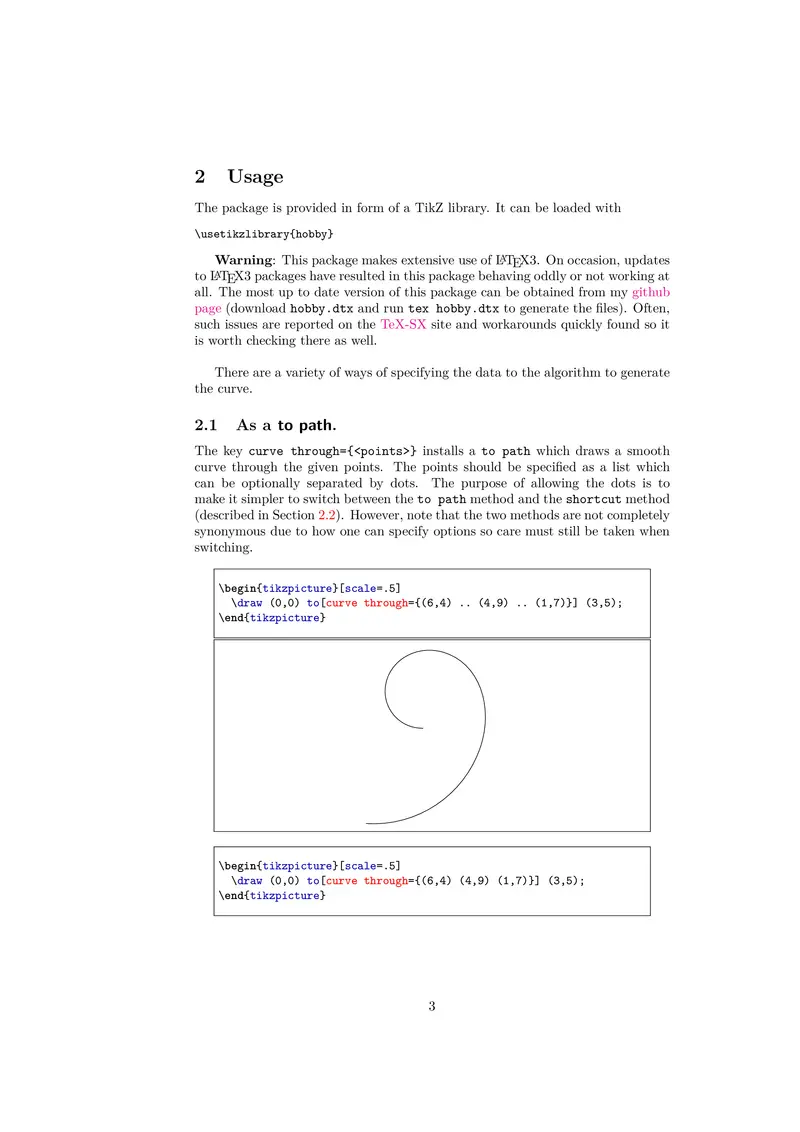 2 Usage
The package is provided in form of a TikZ library. It can be loaded with
\usetikzlibrary{hobby}
Warning: This package makes extensive use of LATEX3. On occasion, updates
to LATEX3 packages have resulted in this package behaving oddly or not working at
all. The most up to date version of this package can be obtained from my github
page (download hobby.dtx and run tex hobby.dtx to generate the files). Often,
such issues are reported on the TeX-SX site and workarounds quickly found so it
is worth checking there as well.
There are a variety of ways of specifying the data to the algorithm to generate
the curve.
2.1 As a to path.
The key curve through={<points>} installs a to path which draws a smooth
curve through the given points. The points should be specified as a list which
can be optionally separated by dots. The purpose of allowing the dots is to
make it simpler to switch between the to path method and the shortcut method
(described in Section 2.2). However, note that the two methods are not completely
synonymous due to how one can specify options so care must still be taken when
switching.
\begin{tikzpicture}[scale=.5]
\draw (0,0) to[curve through={(6,4) .. (4,9) .. (1,7)}] (3,5);
\end{tikzpicture}
\begin{tikzpicture}[scale=.5]
\draw (0,0) to[curve through={(6,4) (4,9) (1,7)}] (3,5);
\end{tikzpicture}
3